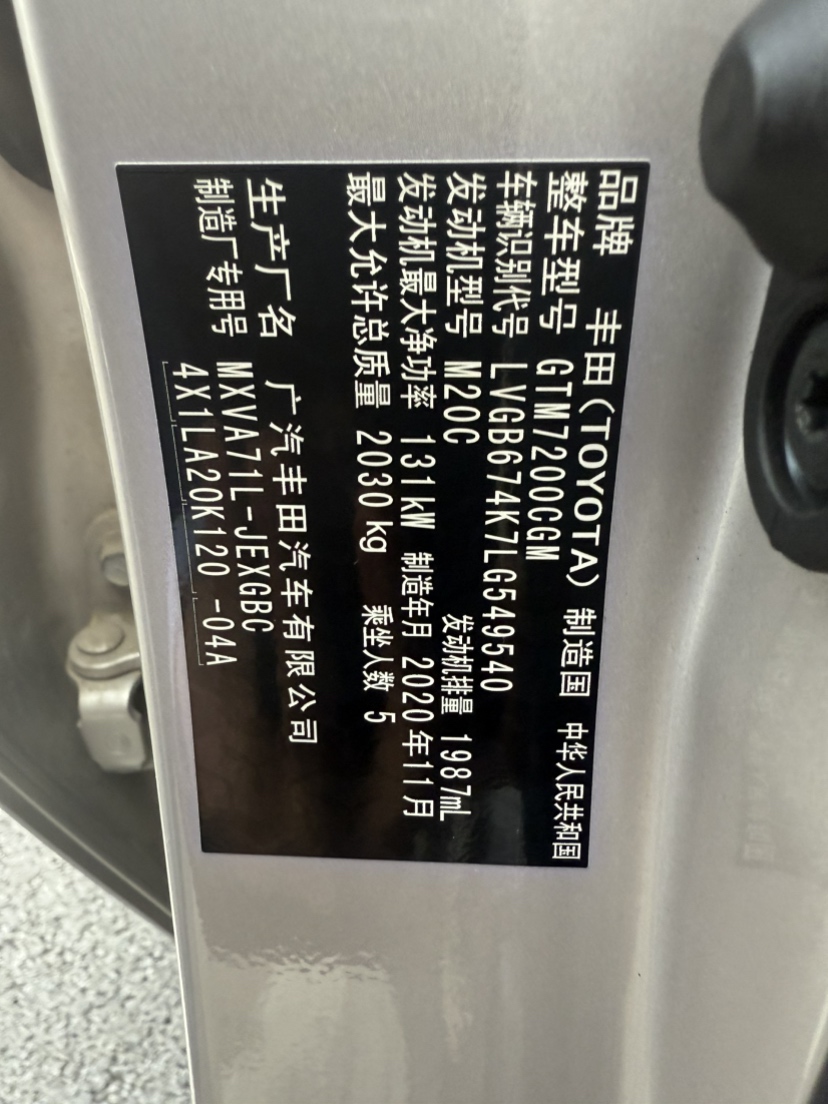 品牌 丰田(TOYOTA) 制造国 中华人民共和国
整车型号 GTM7200CGM
车辆识别代号 LVGB674K7LG549540
发动机型号 M20C 发动机排量 1987mL
发动机最大净功率 131kW 制造年月 2020年11月
最大允许总质量 2030kg 乘坐人数 5
生产厂名 广汽丰田汽车有限公司
制造厂专用号 MXVA71L-JEXGBC
4X1LA20K120 -04A